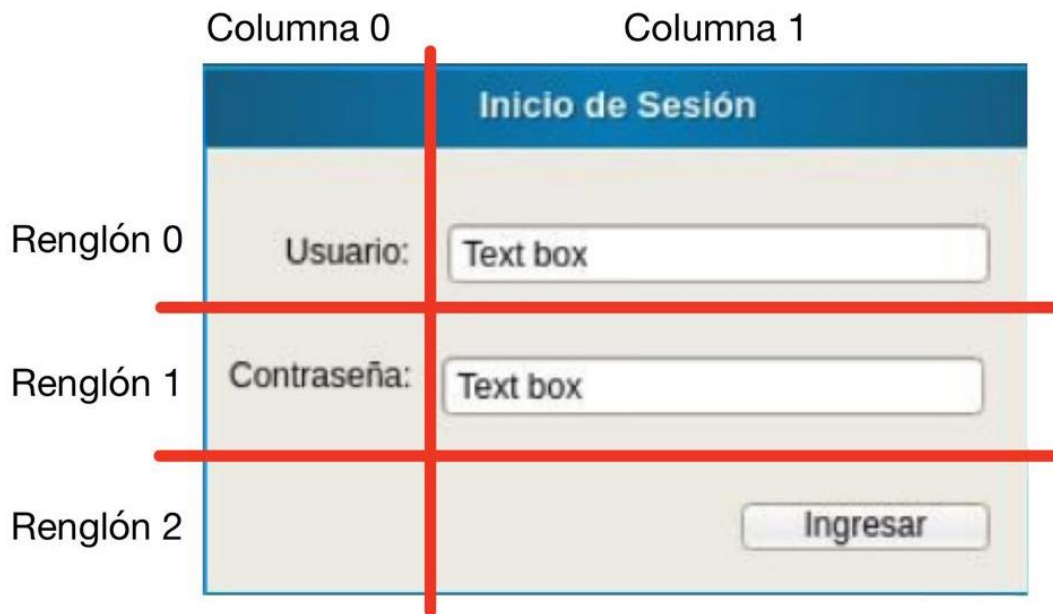 Columna 0
Columna 1
Inicio de Sesión
Renglón 0
Usuario:
Text box
Renglón 1
Contraseña:
Text box
Renglón 2
Ingresar